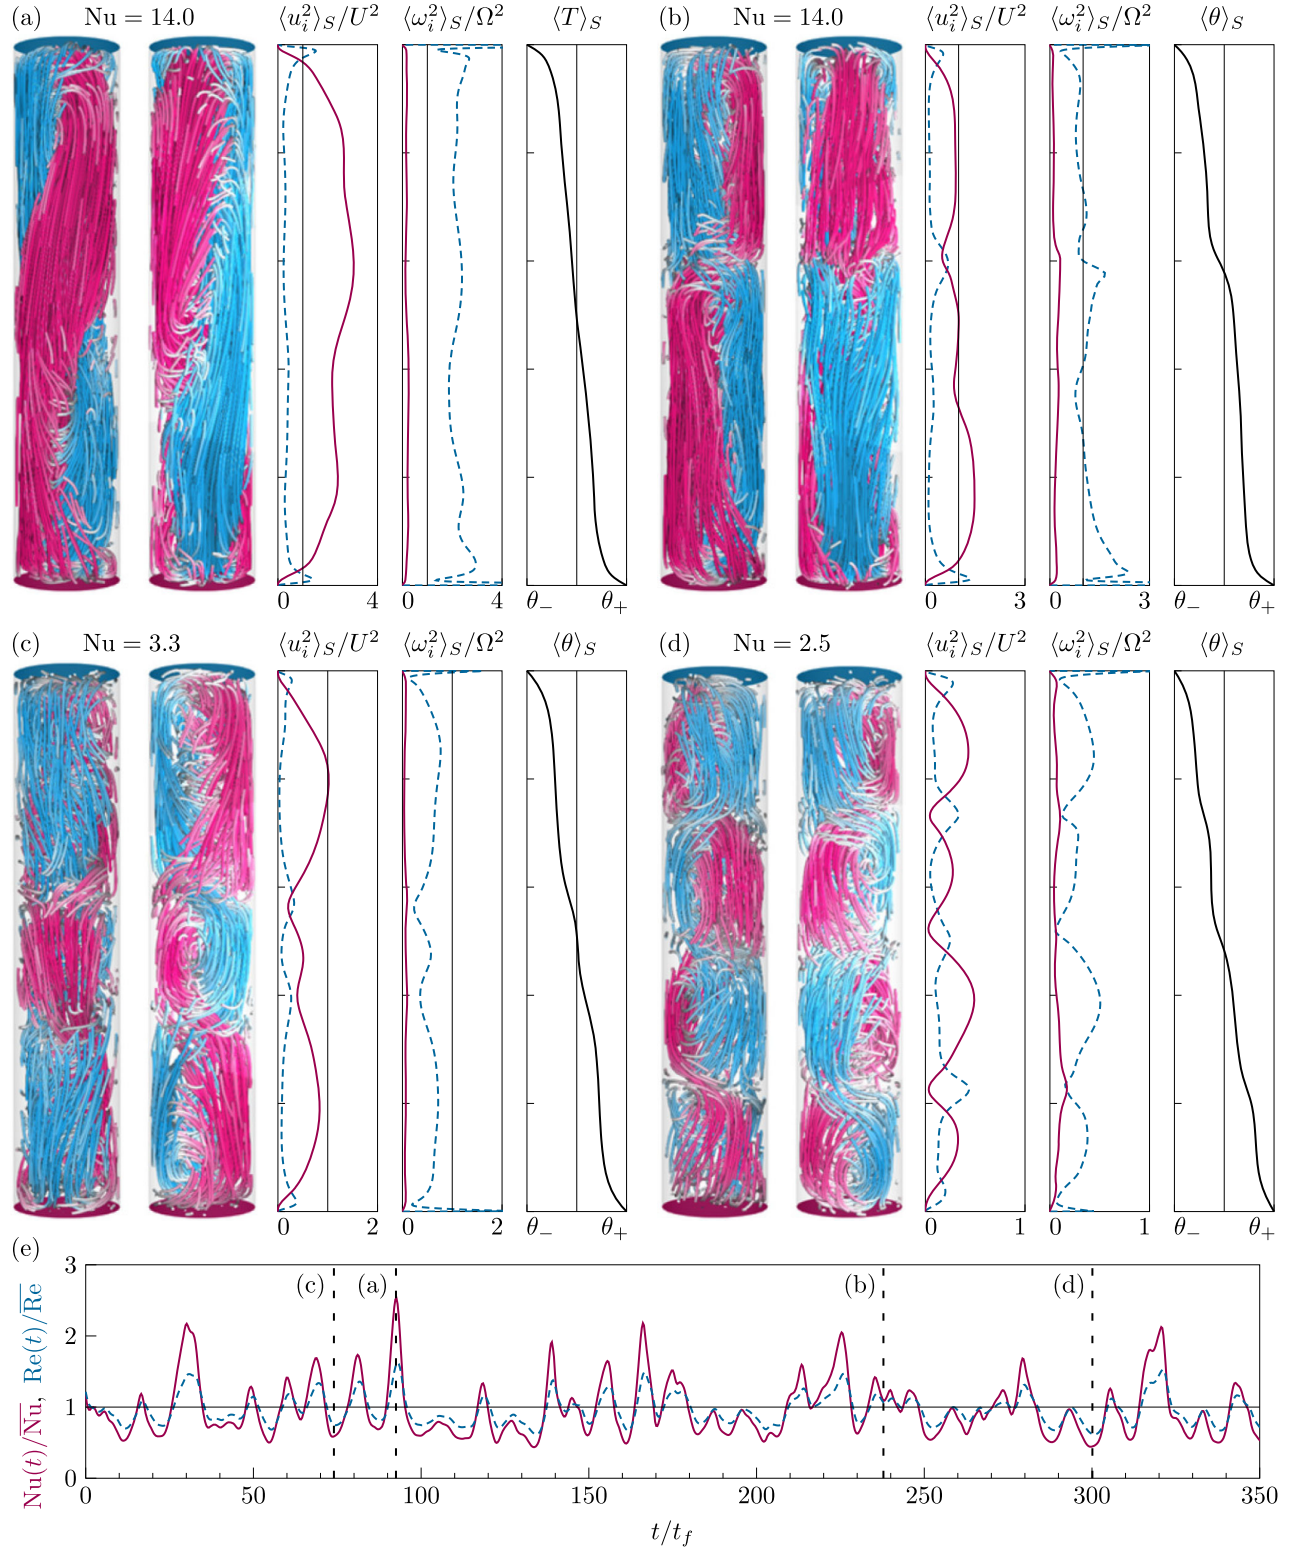 (a) Nu = 14.0 ⟨u_i^2⟩_S/U^2 ⟨ω_i^2⟩_S/Ω^2 ⟨T⟩_S
(b) Nu = 14.0 ⟨u_i^2⟩_S/U^2 ⟨ω_i^2⟩_S/Ω^2 ⟨θ⟩_S
0 4 0 4 θ_− θ_+
0 3 0 3 θ_− θ_+
(c) Nu = 3.3 ⟨u_i^2⟩_S/U^2 ⟨ω_i^2⟩_S/Ω^2 ⟨θ⟩_S
(d) Nu = 2.5 ⟨u_i^2⟩_S/U^2 ⟨ω_i^2⟩_S/Ω^2 ⟨θ⟩_S
0 2 0 2 θ_− θ_+
0 1 0 1 θ_− θ_+
(e)
Nu(t)/N̅u̅, Re(t)/R̅e̅
3
2
1
0
(c) (a) (b) (d)
0 50 100 150 200 250 300 350
t/t_f